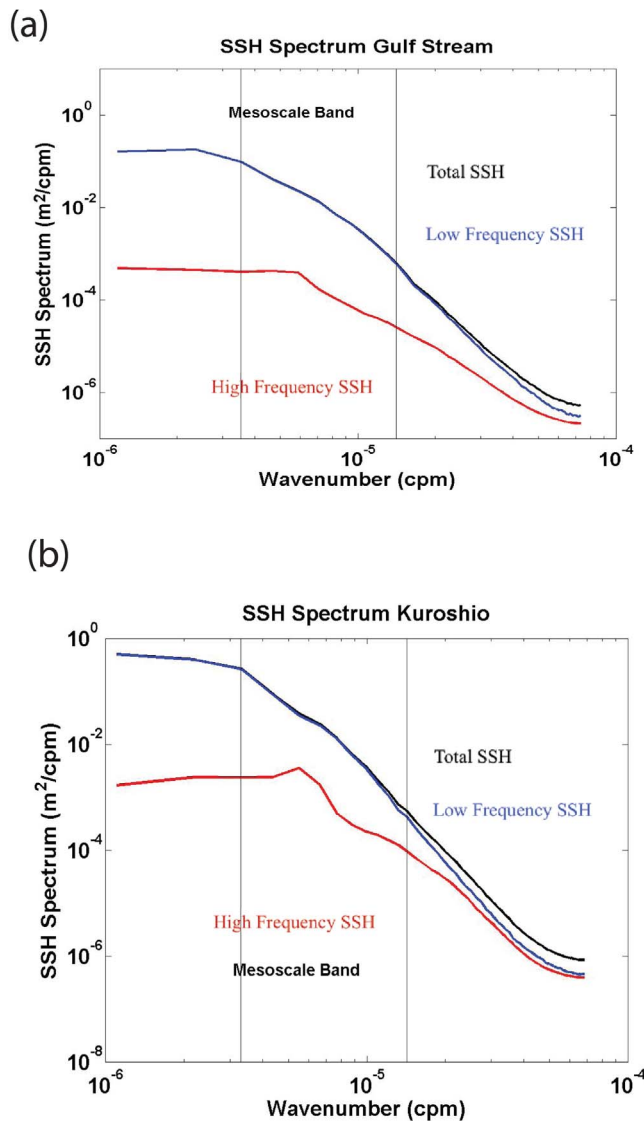 (a)
SSH Spectrum Gulf Stream
SSH Spectrum (m²/cpm)
10⁰
10⁻²
10⁻⁴
10⁻⁶
Mesoscale Band
Total SSH
Low Frequency SSH
High Frequency SSH
10⁻⁶
10⁻⁵
10⁻⁴
Wavenumber (cpm)
(b)
SSH Spectrum Kuroshio
SSH Spectrum (m²/cpm)
10⁰
10⁻²
10⁻⁴
10⁻⁶
10⁻⁸
Total SSH
Low Frequency SSH
High Frequency SSH
Mesoscale Band
10⁻⁶
10⁻⁵
10⁻⁴
Wavenumber (cpm)